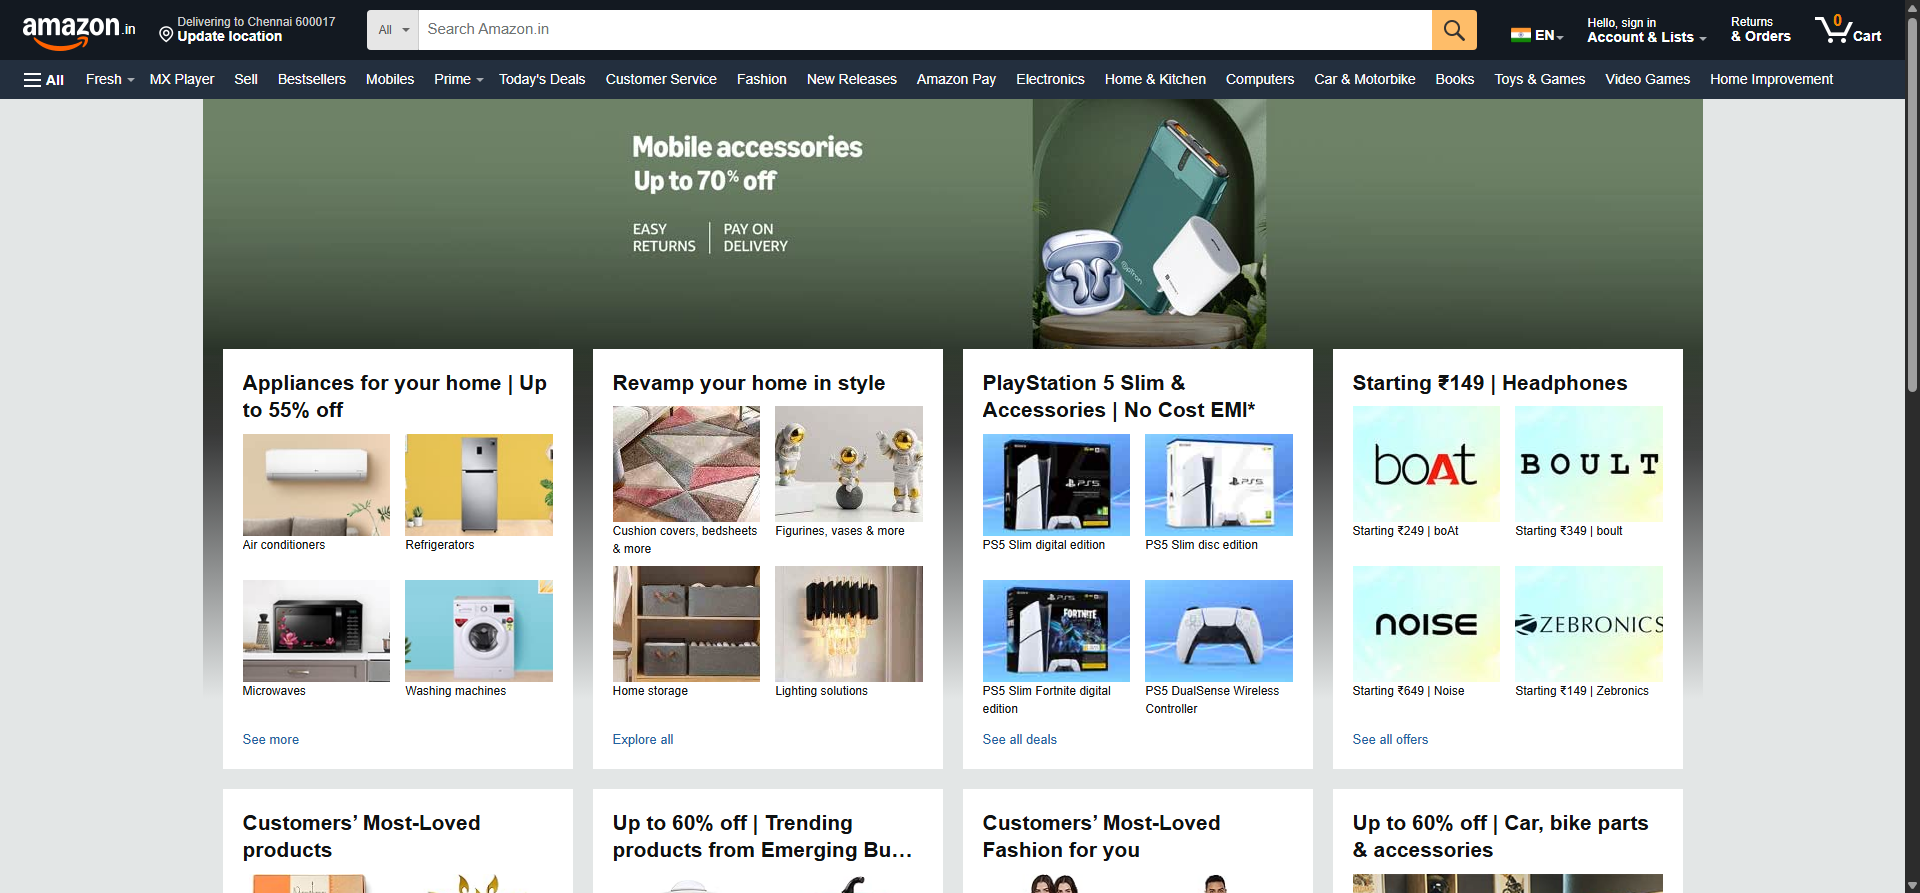 amazon.in
Delivering to Chennai 600017
Update location
All
Search Amazon.in
EN
Hello, sign in
Account & Lists
Returns
& Orders
0
Cart
All
Fresh
MX Player
Sell
Bestsellers
Mobiles
Prime
Today's Deals
Customer Service
Fashion
New Releases
Amazon Pay
Electronics
Home & Kitchen
Computers
Car & Motorbike
Books
Toys & Games
Video Games
Home Improvement
Mobile accessories
Up to 70% off
EASY
RETURNS
PAY ON
DELIVERY
Appliances for your home | Up
to 55% off
Air conditioners
Refrigerators
Microwaves
Washing machines
See more
Revamp your home in style
Cushion covers, bedsheets
& more
Figurines, vases & more
Home storage
Lighting solutions
Explore all
PlayStation 5 Slim &
Accessories | No Cost EMI*
PS5
PS5
PS5 Slim digital edition
PS5 Slim disc edition
PS5
FORTNITE
PS5 Slim Fortnite digital
edition
PS5 DualSense Wireless
Controller
See all deals
Starting ₹149 | Headphones
boAt
BOULT
Starting ₹249 | boAt
Starting ₹349 | boult
NOISE
ZEBRONICS
Starting ₹649 | Noise
Starting ₹149 | Zebronics
See all offers
Customers’ Most-Loved
products
Up to 60% off | Trending
products from Emerging Bu…
Customers’ Most-Loved
Fashion for you
Up to 60% off | Car, bike parts
& accessories